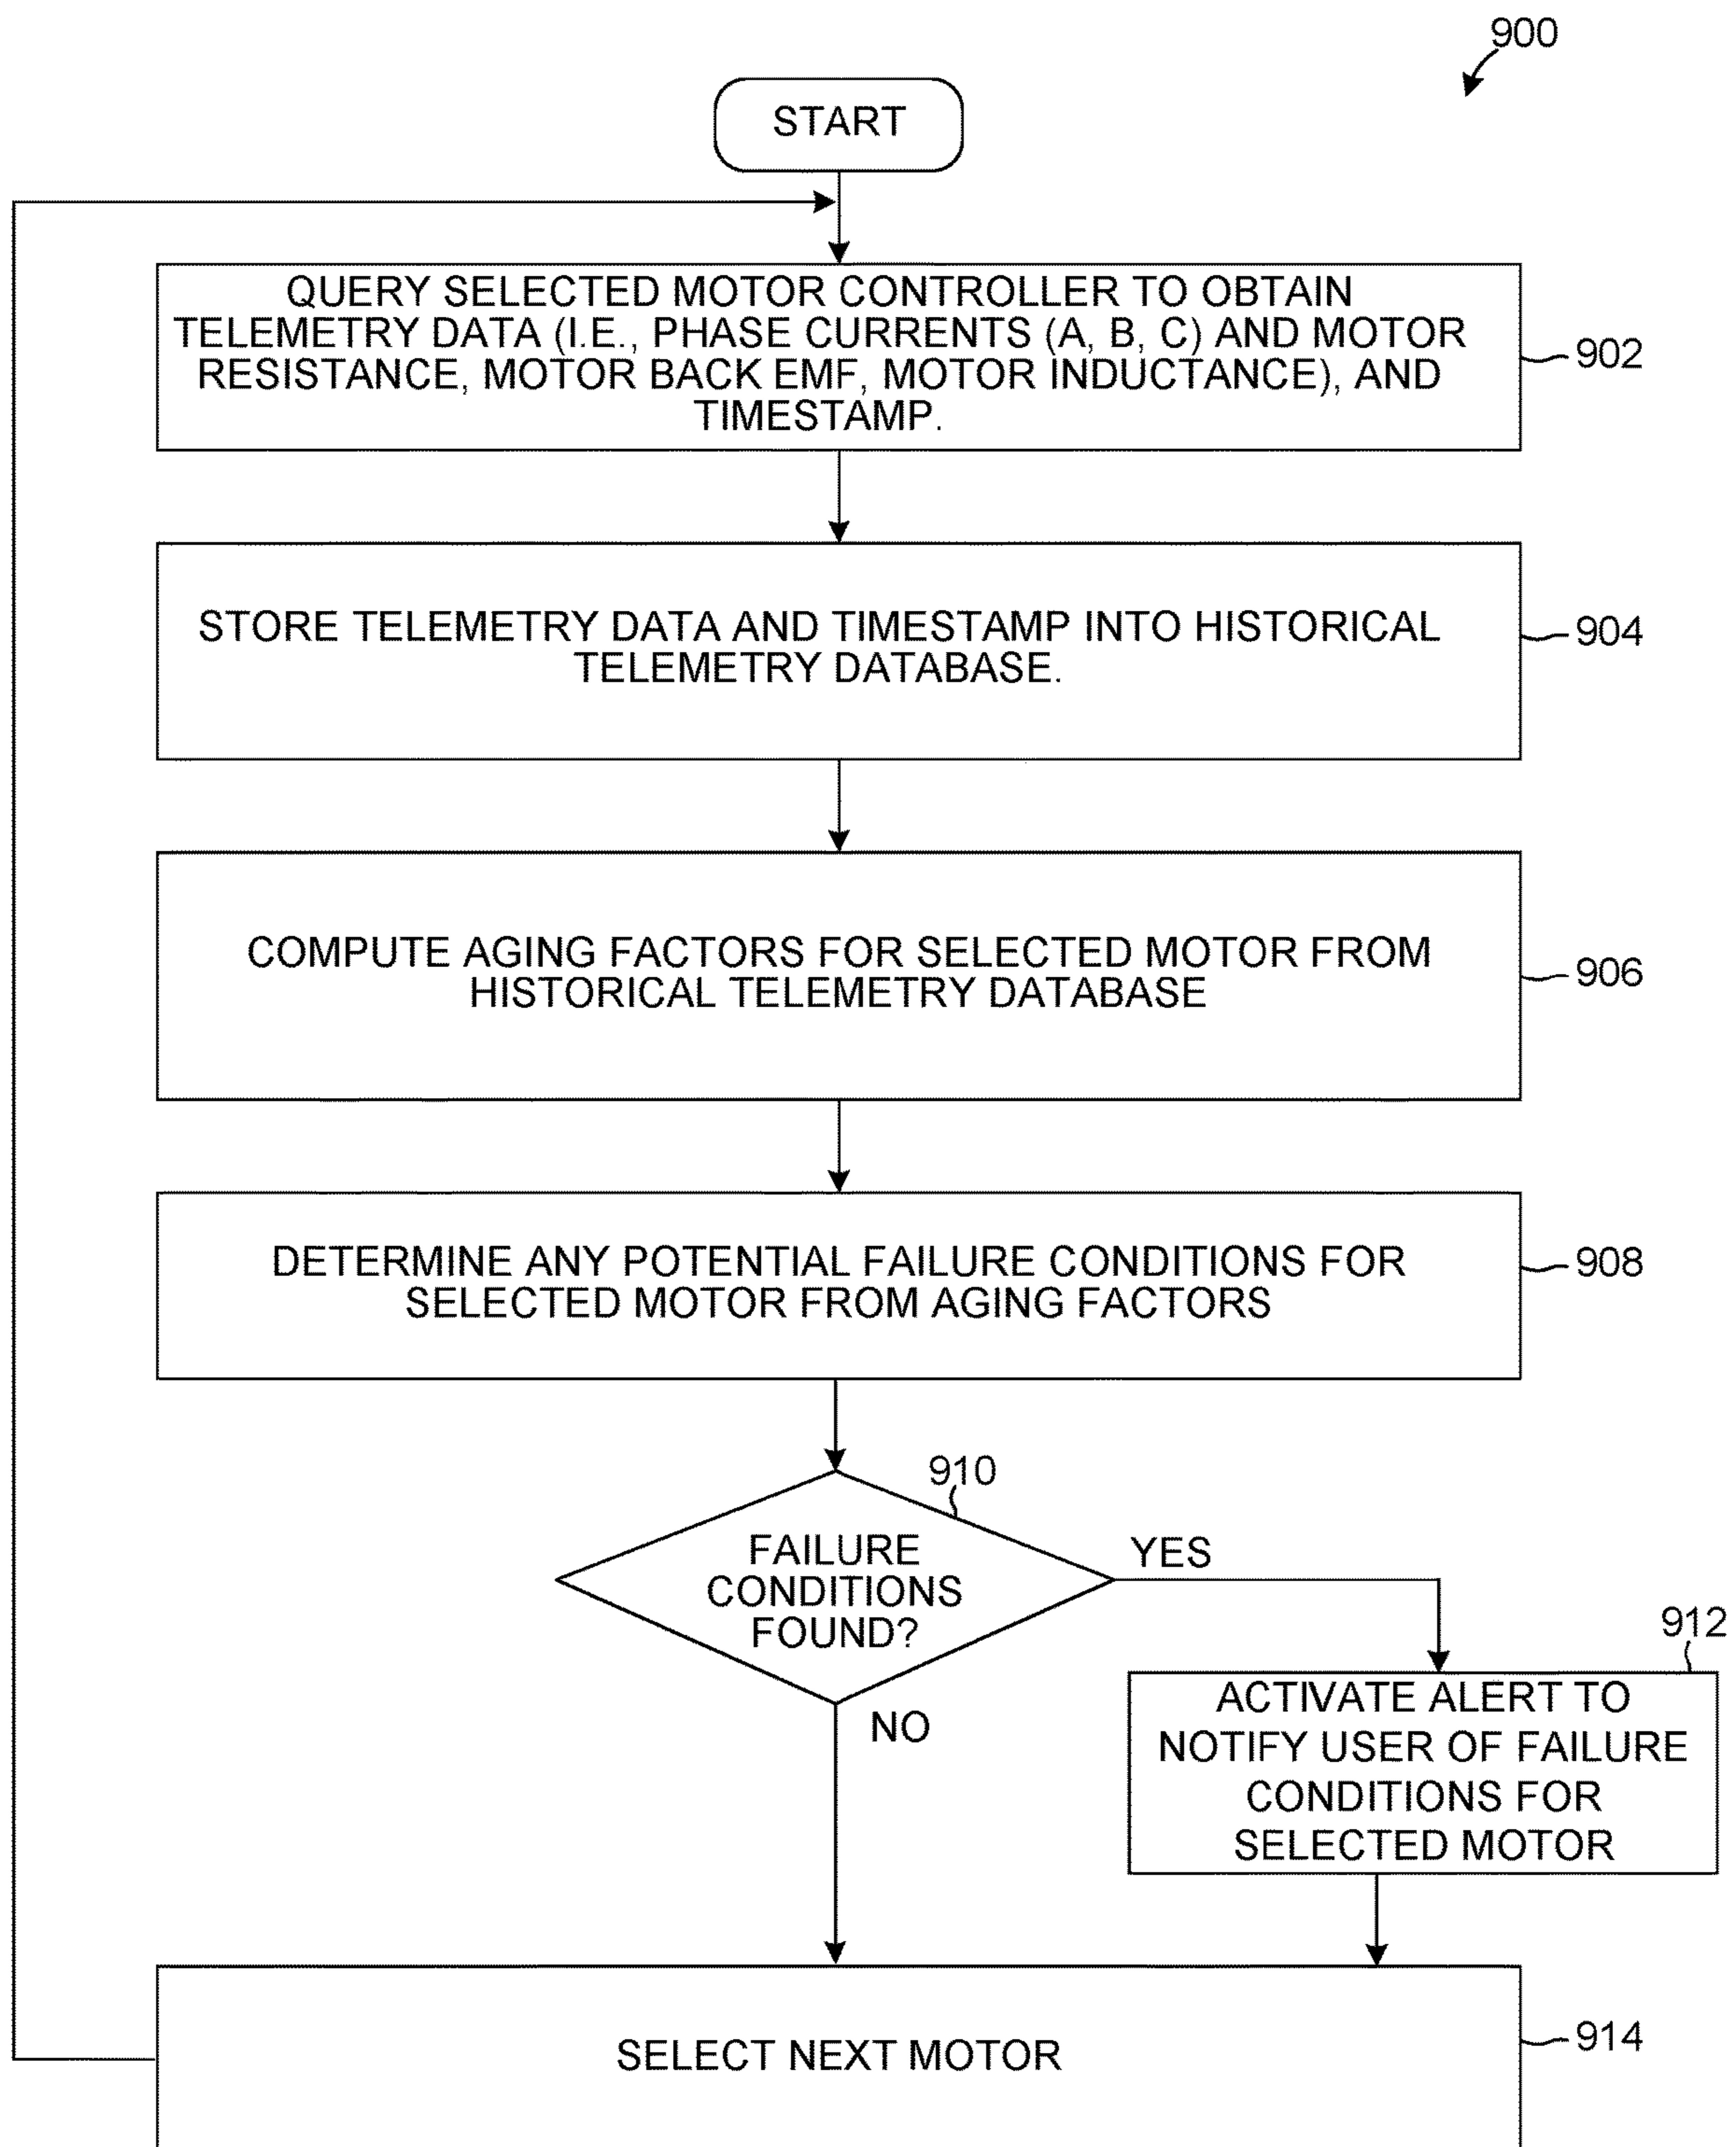 900
START
QUERY SELECTED MOTOR CONTROLLER TO OBTAIN
TELEMETRY DATA (I.E., PHASE CURRENTS (A, B, C) AND MOTOR
RESISTANCE, MOTOR BACK EMF, MOTOR INDUCTANCE), AND
TIMESTAMP.
902
STORE TELEMETRY DATA AND TIMESTAMP INTO HISTORICAL
TELEMETRY DATABASE.
904
COMPUTE AGING FACTORS FOR SELECTED MOTOR FROM
HISTORICAL TELEMETRY DATABASE
906
DETERMINE ANY POTENTIAL FAILURE CONDITIONS FOR
SELECTED MOTOR FROM AGING FACTORS
908
910
FAILURE
CONDITIONS
FOUND?
YES
NO
912
ACTIVATE ALERT TO
NOTIFY USER OF FAILURE
CONDITIONS FOR
SELECTED MOTOR
SELECT NEXT MOTOR
914